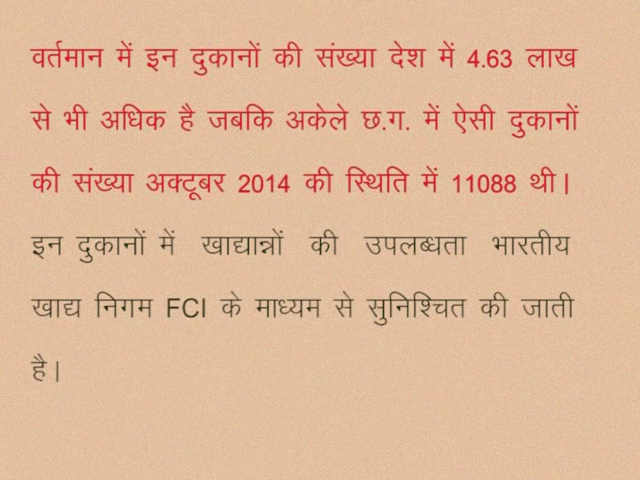 वर्तमान में इन दुकानों की संख्या देश में 4.63 लाख
से भी अधिक है जबकि अकेले छ.ग. में ऐसी दुकानों
की संख्या अक्टूबर 2014 की स्थिति में 11088 थी।
इन दुकानों में खाद्यान्नों की उपलब्धता भारतीय
खाद्य निगम FCI के माध्यम से सुनिश्चित की जाती
है।